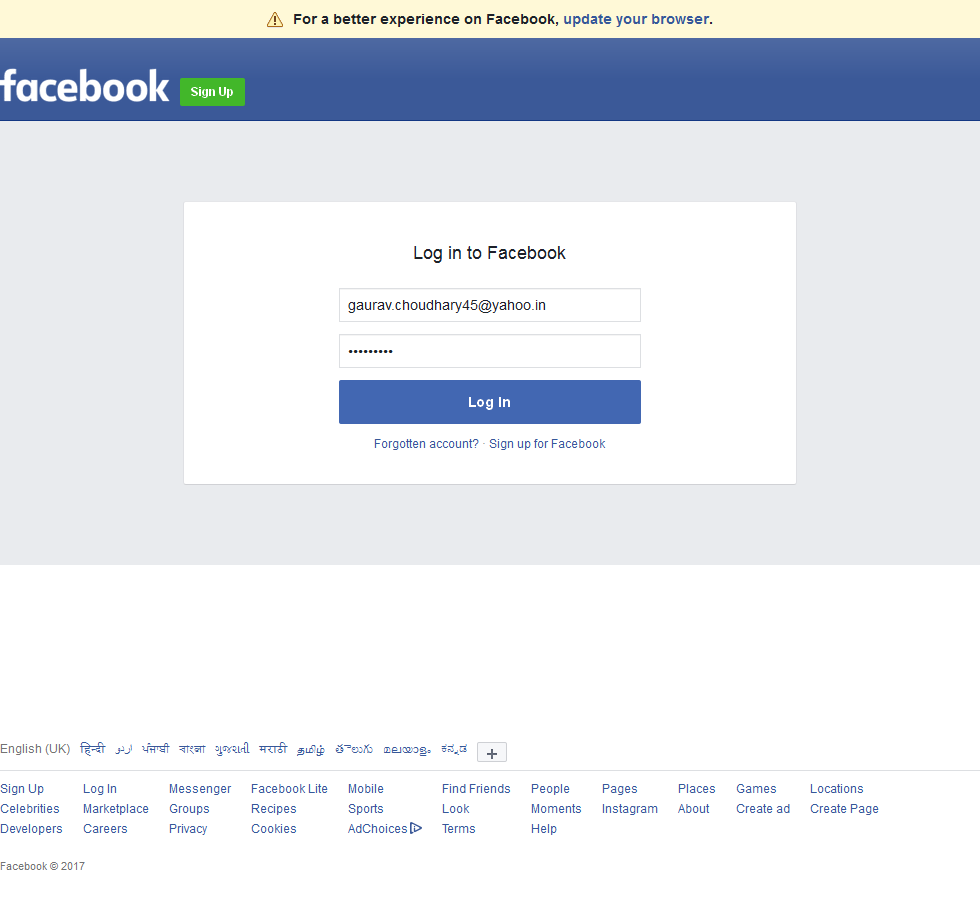 For a better experience on Facebook, update your browser.
facebook Sign Up
Log in to Facebook
gaurav.choudhary45@yahoo.in
•••••••••
Log In
Forgotten account? · Sign up for Facebook
English (UK) हिन्दी اردو ਪੰਜਾਬੀ বাংলা ગુજરાતી मराठी தமிழ் తెలుగు മലയാളം ಕನ್ನಡ +
Sign Up Log In Messenger Facebook Lite Mobile Find Friends People Pages Places Games Locations
Celebrities Marketplace Groups Recipes Sports Look Moments Instagram About Create ad Create Page
Developers Careers Privacy Cookies AdChoices Terms Help
Facebook © 2017